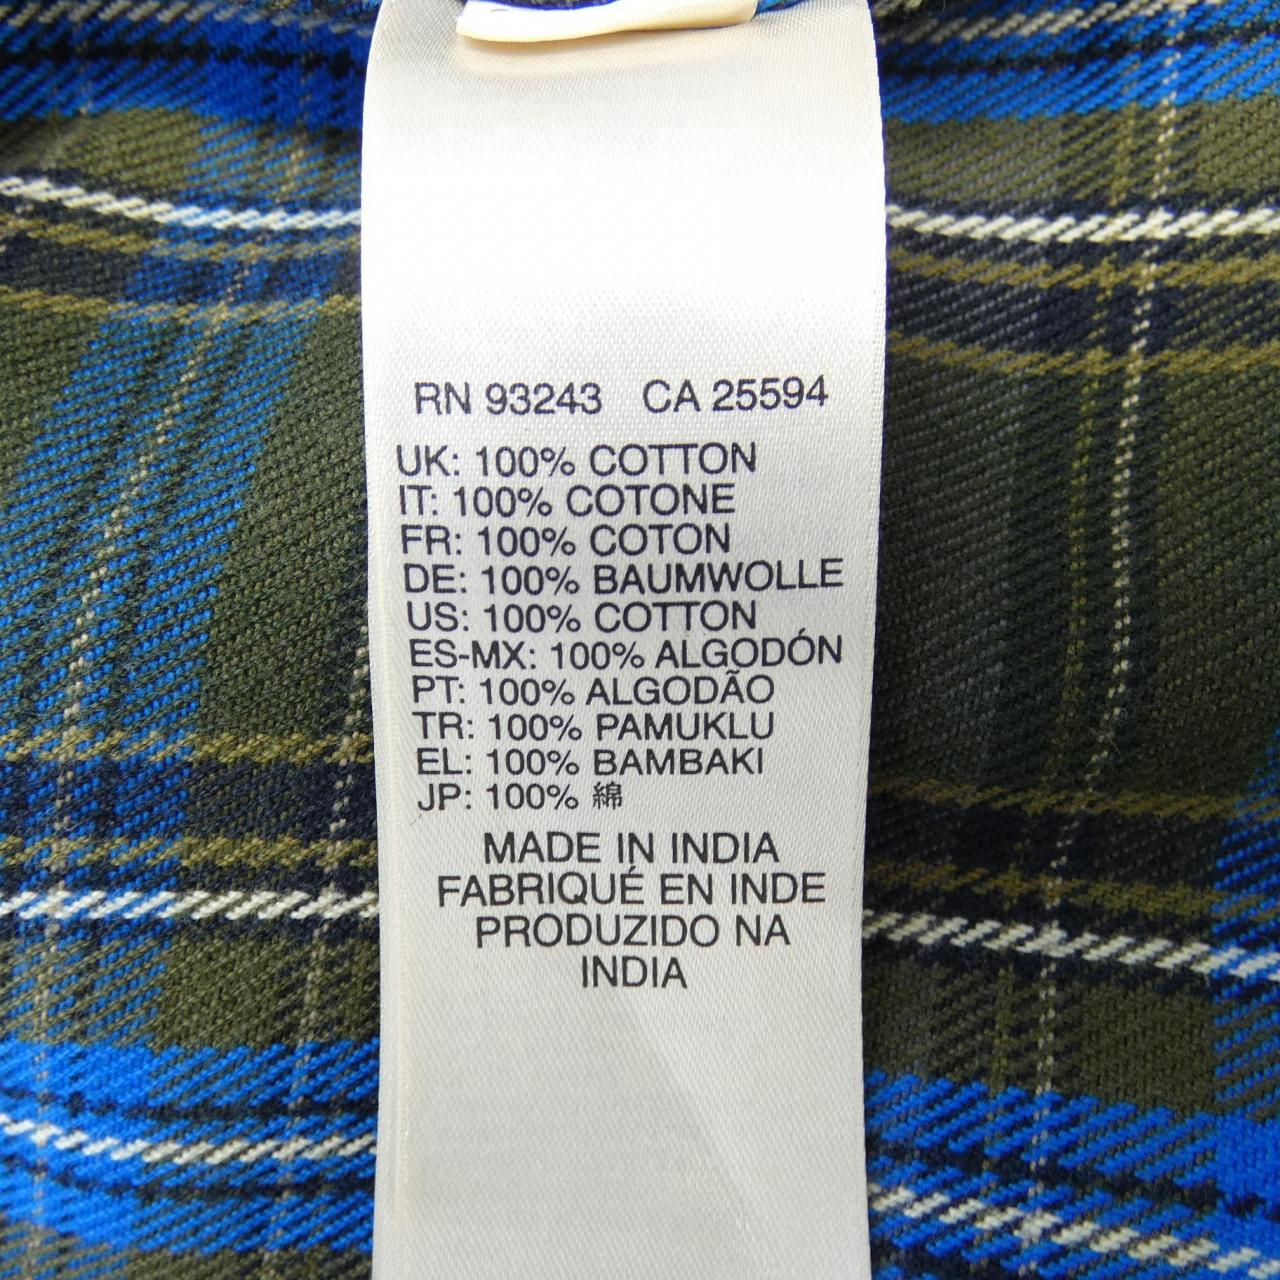 RN 93243 CA 25594
UK: 100% COTTON
IT: 100% COTONE
FR: 100% COTON
DE: 100% BAUMWOLLE
US: 100% COTTON
ES-MX: 100% ALGODÓN
PT: 100% ALGODÃO
TR: 100% PAMUKLU
EL: 100% BAMBAKI
JP: 100% 綿
MADE IN INDIA
FABRIQUÉ EN INDE
PRODUZIDO NA
INDIA